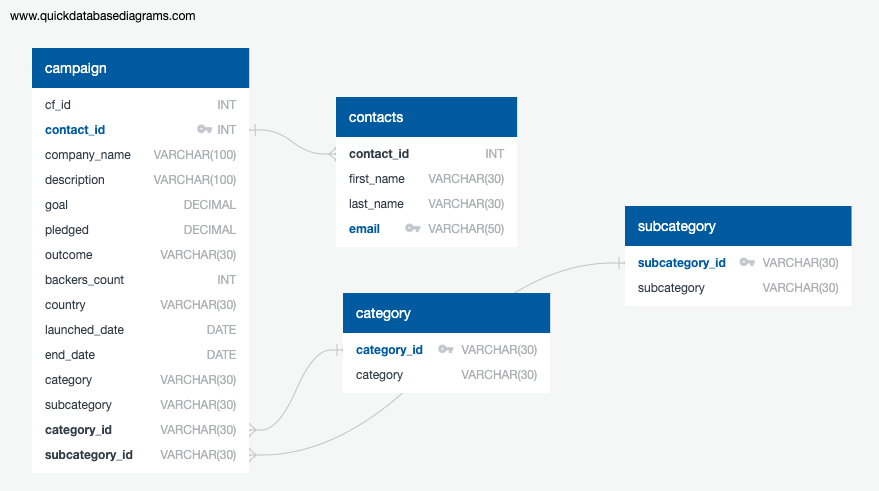 www.quickdatabasediagrams.com
campaign
cf_id INT
contact_id INT
company_name VARCHAR(100)
description VARCHAR(100)
goal DECIMAL
pledged DECIMAL
outcome VARCHAR(30)
backers_count INT
country VARCHAR(30)
launched_date DATE
end_date DATE
category VARCHAR(30)
subcategory VARCHAR(30)
category_id VARCHAR(30)
subcategory_id VARCHAR(30)
contacts
contact_id INT
first_name VARCHAR(30)
last_name VARCHAR(30)
email VARCHAR(50)
category
category_id VARCHAR(30)
category VARCHAR(30)
subcategory
subcategory_id VARCHAR(30)
subcategory VARCHAR(30)